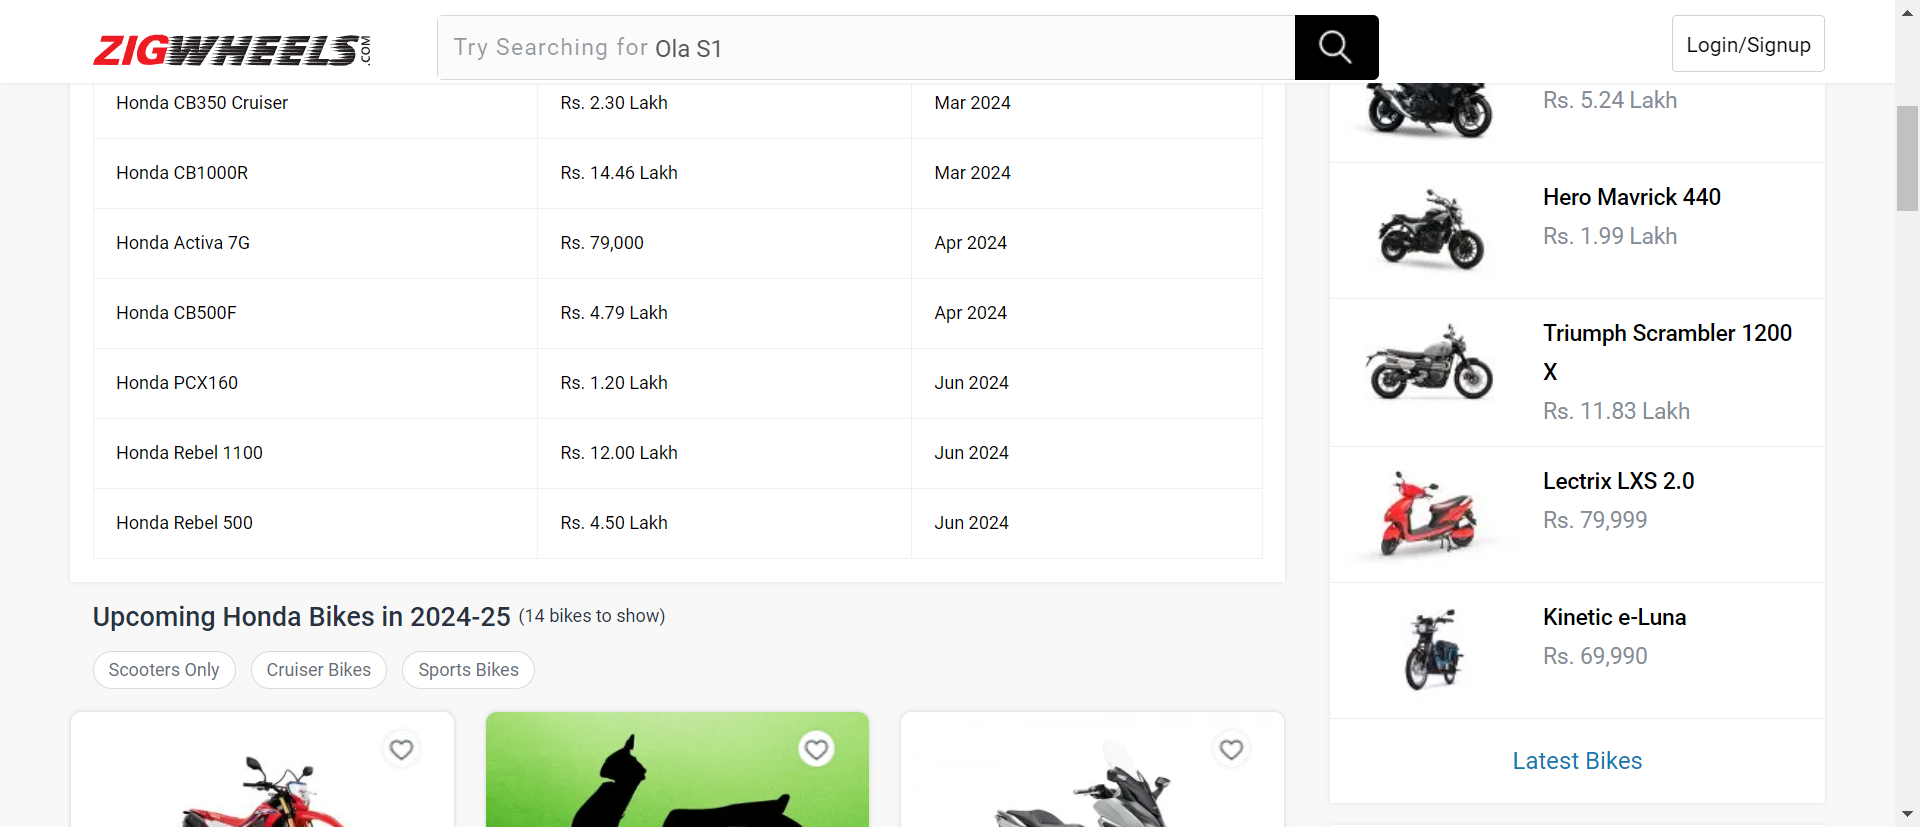 ZIGWHEELS.COM
Try Searching for Ola S1
Login/Signup
Honda CB350 Cruiser Rs. 2.30 Lakh Mar 2024
Honda CB1000R Rs. 14.46 Lakh Mar 2024
Honda Activa 7G Rs. 79,000 Apr 2024
Honda CB500F Rs. 4.79 Lakh Apr 2024
Honda PCX160 Rs. 1.20 Lakh Jun 2024
Honda Rebel 1100 Rs. 12.00 Lakh Jun 2024
Honda Rebel 500 Rs. 4.50 Lakh Jun 2024
Upcoming Honda Bikes in 2024-25 (14 bikes to show)
Scooters Only Cruiser Bikes Sports Bikes
Rs. 5.24 Lakh
Hero Mavrick 440
Rs. 1.99 Lakh
Triumph Scrambler 1200
X
Rs. 11.83 Lakh
Lectrix LXS 2.0
Rs. 79,999
Kinetic e-Luna
Rs. 69,990
Latest Bikes